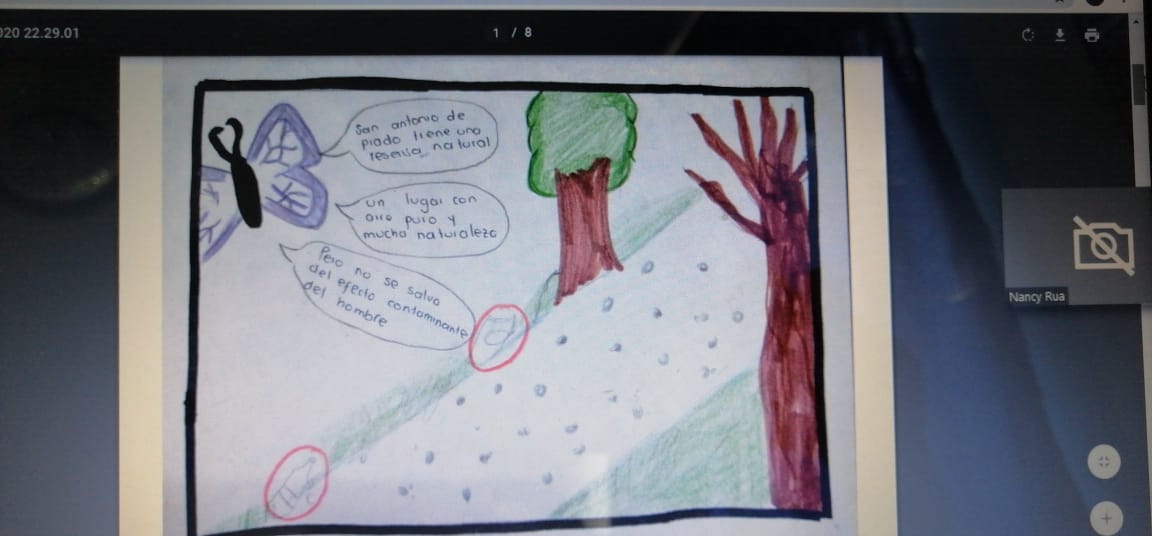 020 22.29.01
1 / 8
San antonio de
prado tiene una
reserva natural
un lugar con
aire puro y
mucha naturaleza
Pero no se salva
del efecto contaminante
del hombre
Nancy Rua